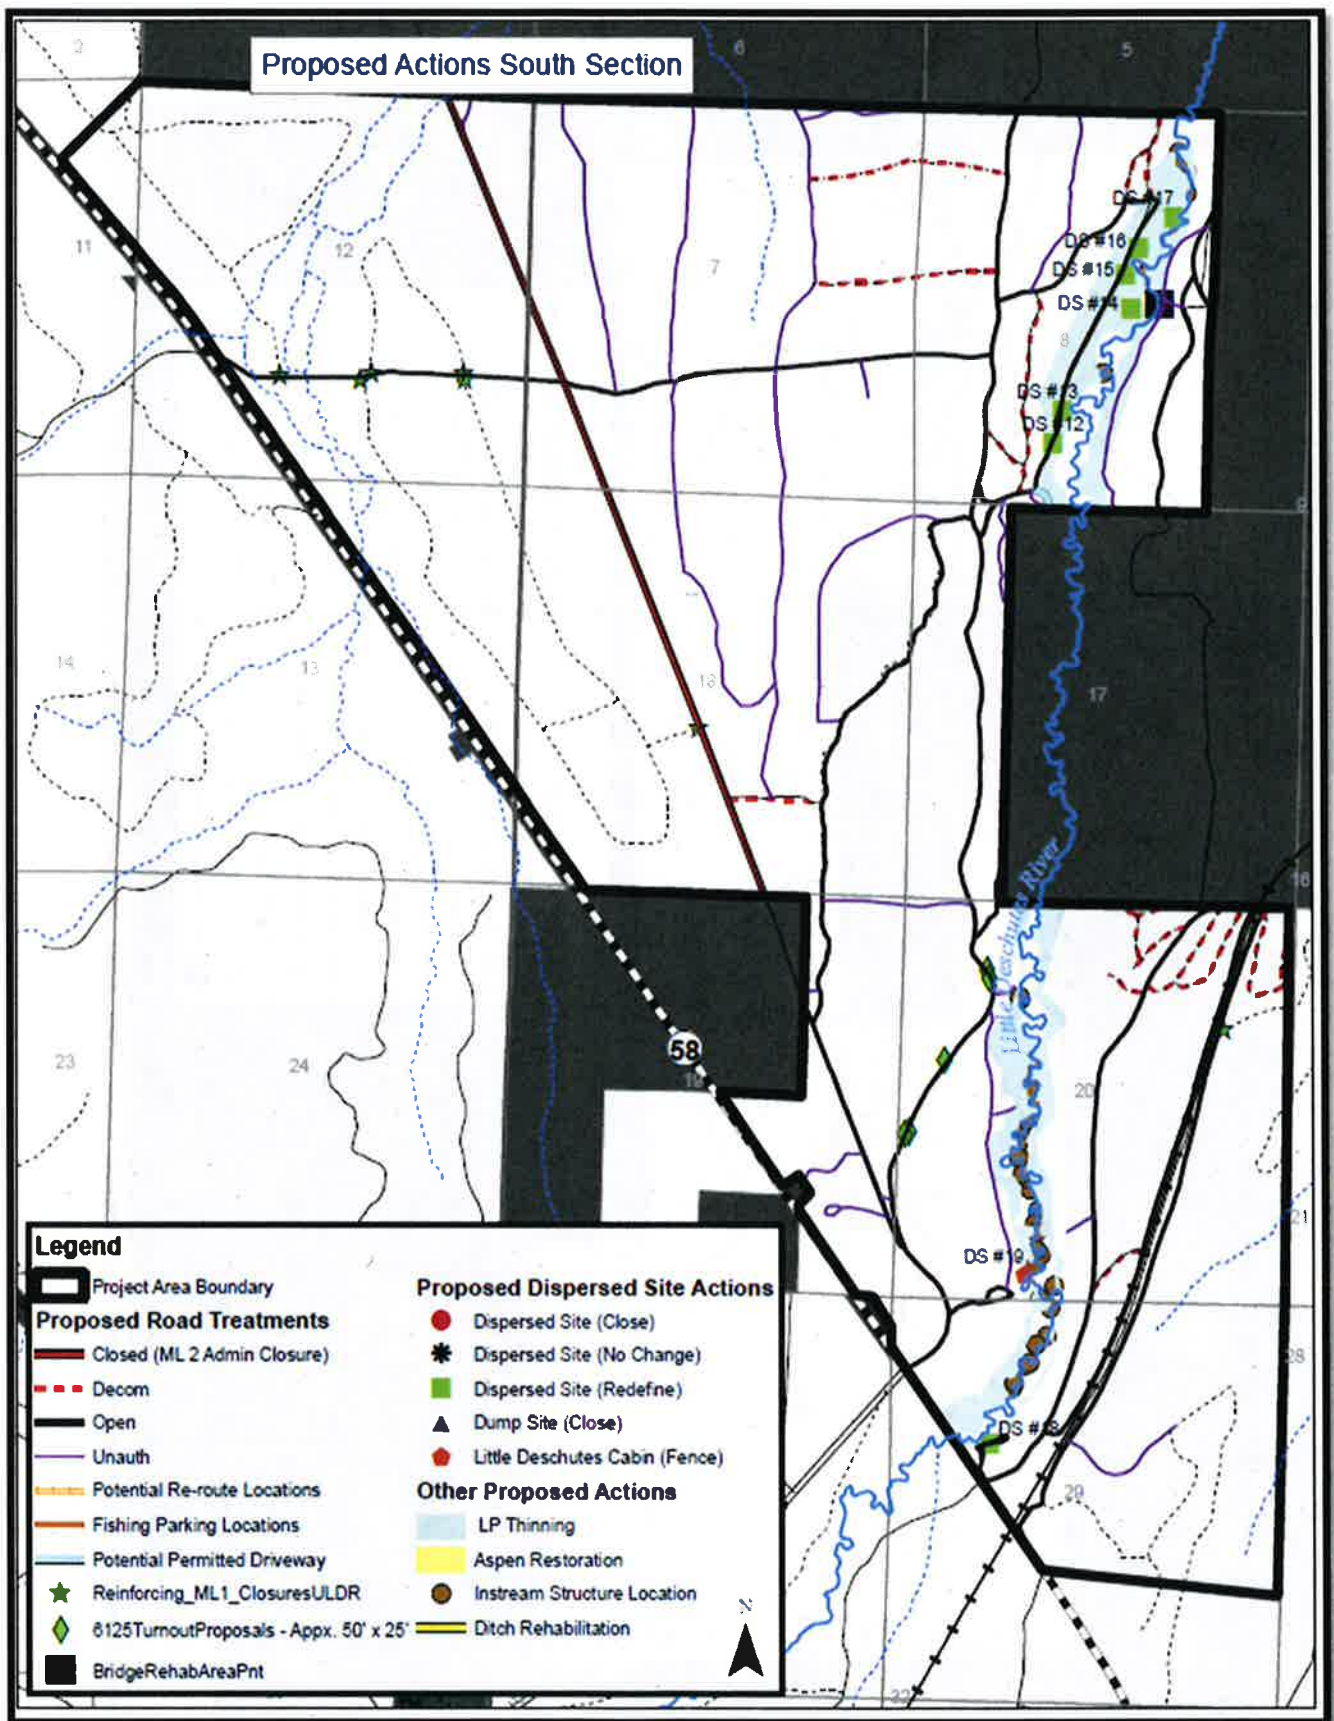 Proposed Actions South Section
2
6
5
11
12
7
DS #17
DS #16
DS #15
DS #14
8
DS #13
DS #12
9
14
13
18
17
16
Little Deschutes River
23
24
58
19
20
21
DS #19
28
DS #18
29
32
Legend
Project Area Boundary
Proposed Road Treatments
Closed (ML 2 Admin Closure)
Decom
Open
Unauth
Potential Re-route Locations
Fishing Parking Locations
Potential Permitted Driveway
Reinforcing_ML1_ClosuresULDR
6125TurnoutProposals - Appx. 50' x 25'
BridgeRehabAreaPnt
Proposed Dispersed Site Actions
Dispersed Site (Close)
Dispersed Site (No Change)
Dispersed Site (Redefine)
Dump Site (Close)
Little Deschutes Cabin (Fence)
Other Proposed Actions
LP Thinning
Aspen Restoration
Instream Structure Location
Ditch Rehabilitation
N